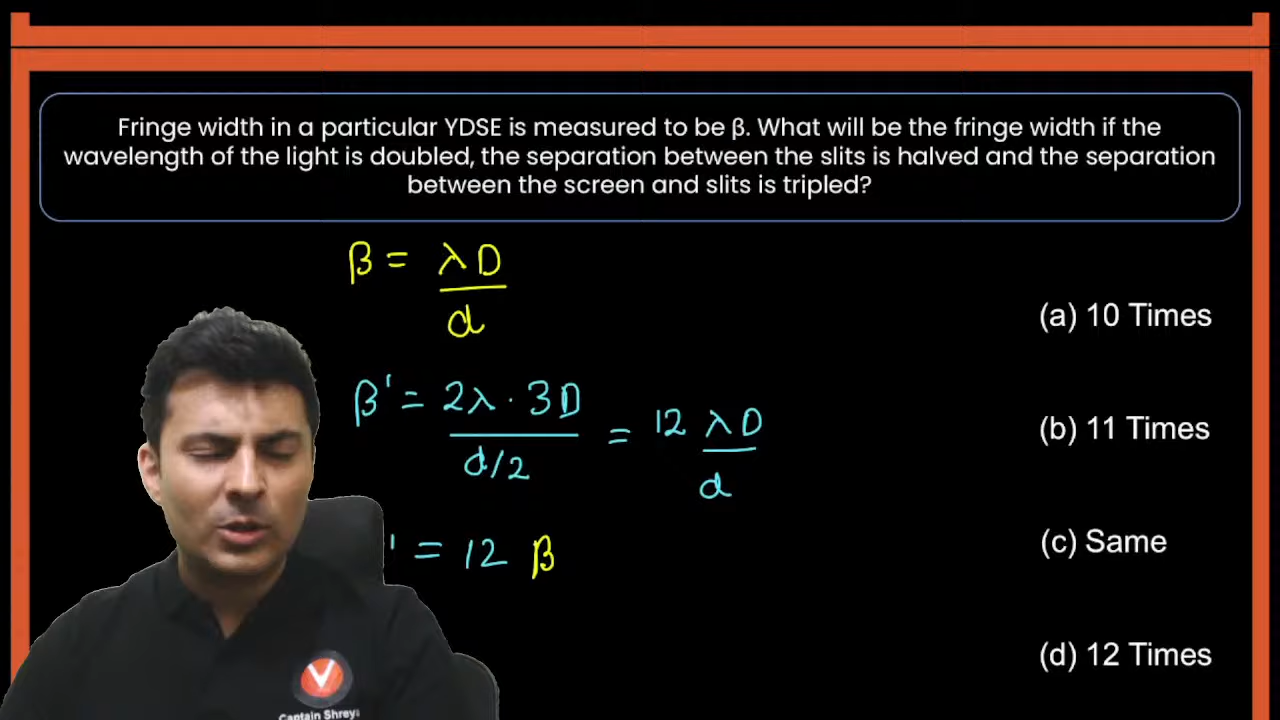 Fringe width in a particular YDSE is measured to be β. What will be the fringe width if the
wavelength of the light is doubled, the separation between the slits is halved and the separation
between the screen and slits is tripled?
β = λD / d
(a) 10 Times
β' = 2λ · 3D / d/2 = 12 λD / d
(b) 11 Times
' = 12 β
(c) Same
(d) 12 Times
V
Captain Shreya